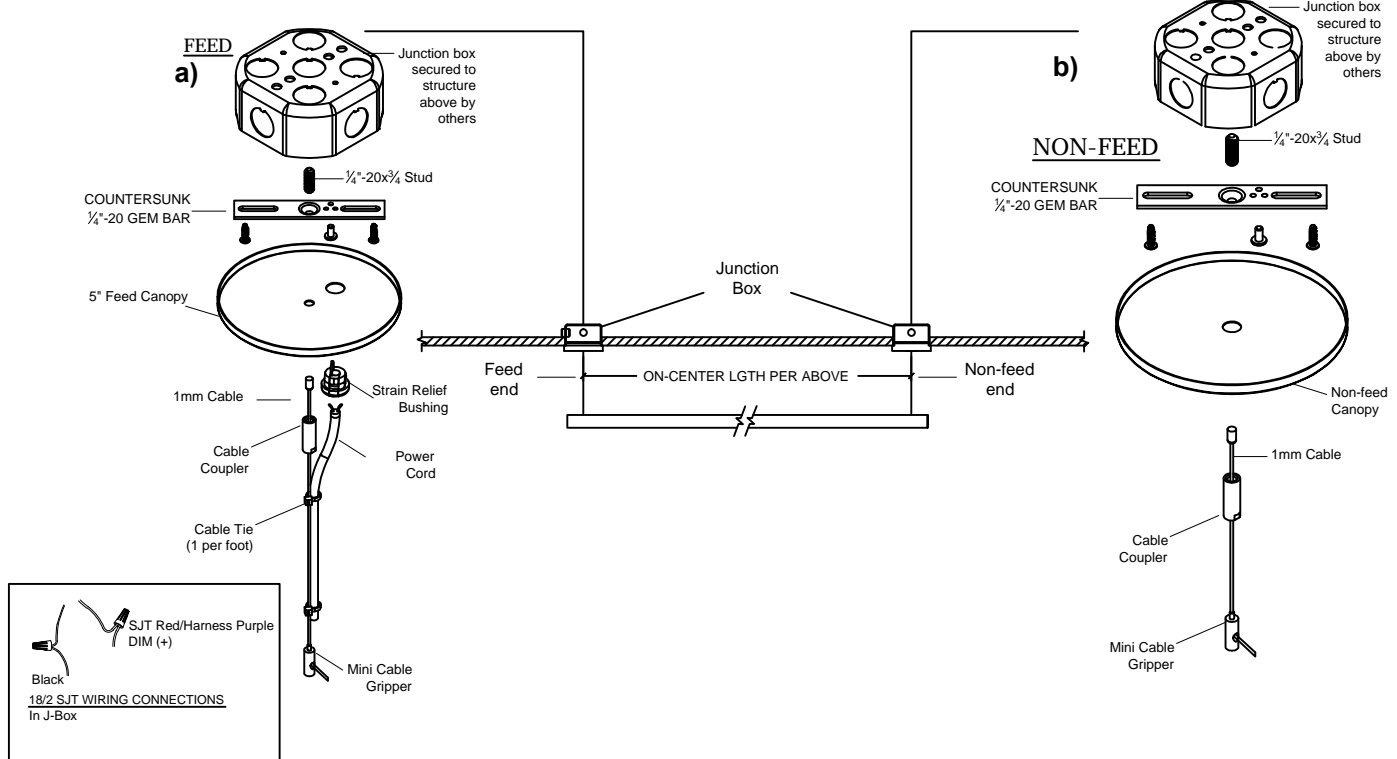 FEED
a)
Junction box
secured to
structure
above by
others
¼"-20x¾ Stud
COUNTERSUNK
¼"-20 GEM BAR
5" Feed Canopy
1mm Cable
Strain Relief
Bushing
Cable
Coupler
Power
Cord
Cable Tie
(1 per foot)
Mini Cable
Gripper
SJT Red/Harness Purple
DIM (+)
Black
18/2 SJT WIRING CONNECTIONS
In J-Box
Junction
Box
Feed
end
ON-CENTER LGTH PER ABOVE
Non-feed
end
b)
Junction box
secured to
structure
above by
others
NON-FEED
¼"-20x¾ Stud
COUNTERSUNK
¼"-20 GEM BAR
Non-feed
Canopy
1mm Cable
Cable
Coupler
Mini Cable
Gripper